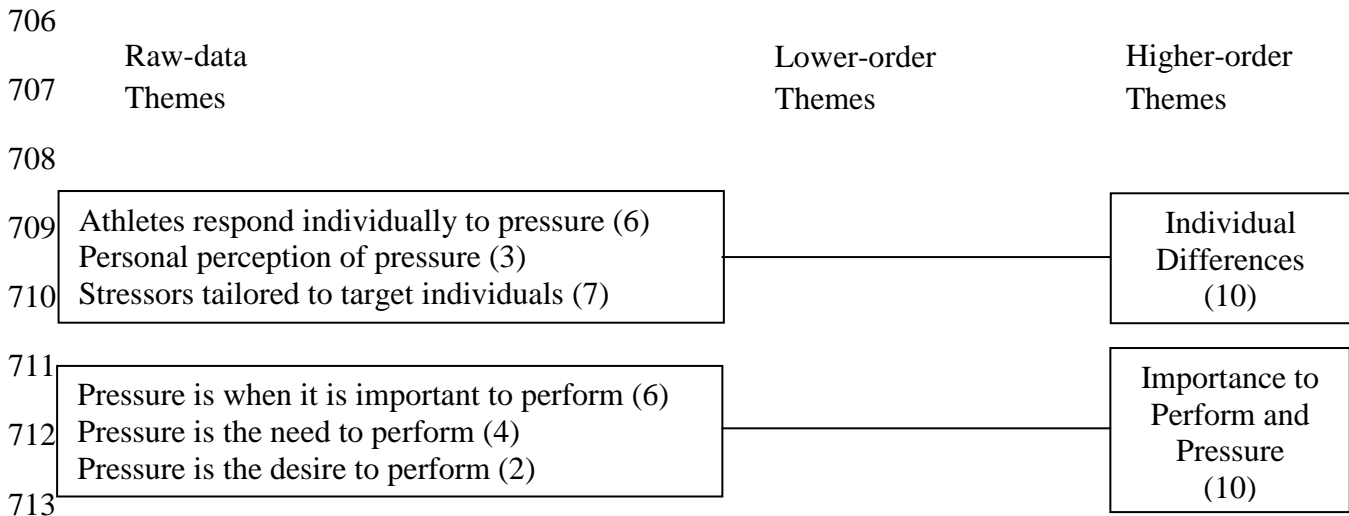 706
Raw-data Lower-order Higher-order
707
Themes Themes Themes
708
709
Athletes respond individually to pressure (6)
Personal perception of pressure (3)
710
Stressors tailored to target individuals (7)
Individual
Differences
(10)
711
Pressure is when it is important to perform (6)
712
Pressure is the need to perform (4)
Pressure is the desire to perform (2)
Importance to
Perform and
Pressure
(10)
713